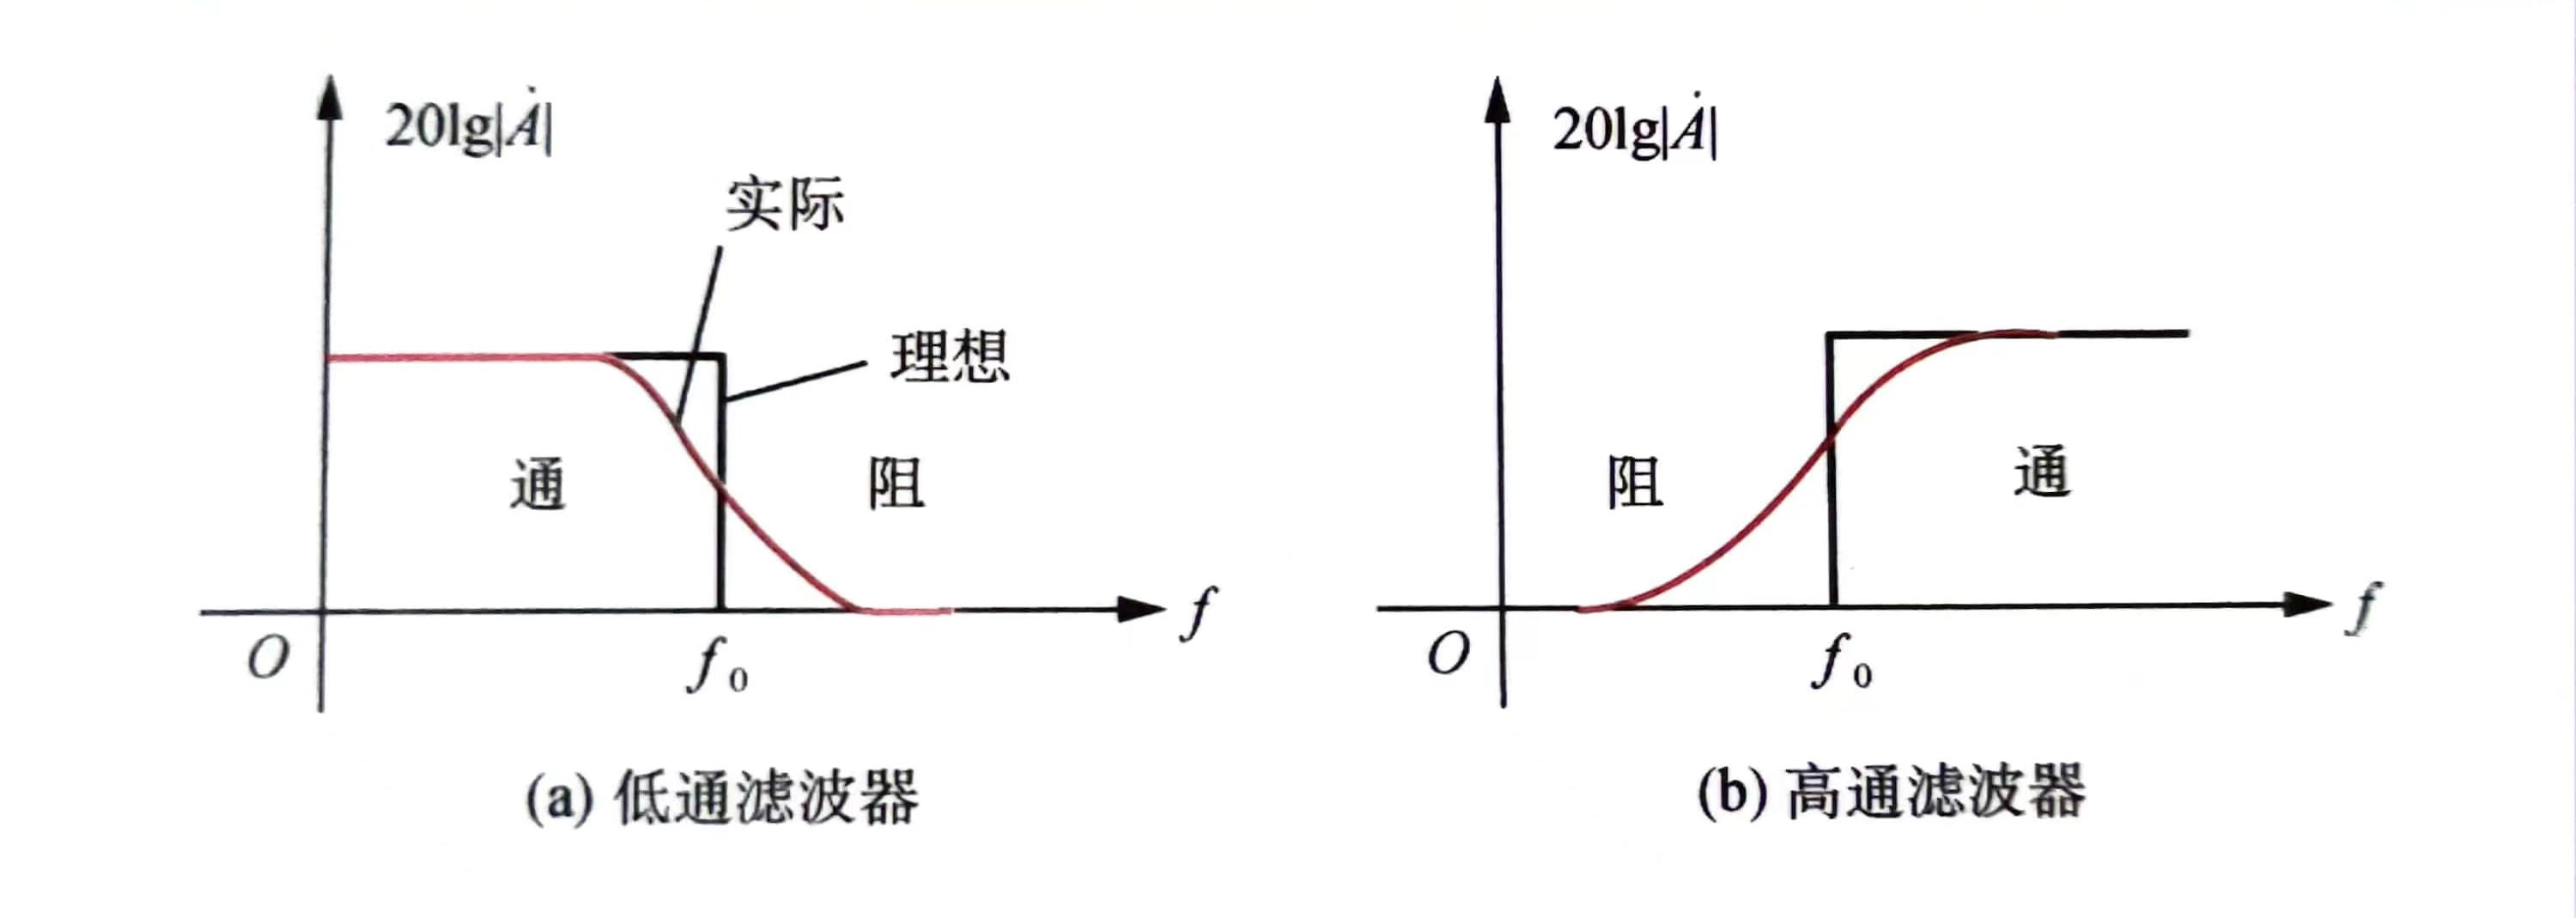 20lg|Ȧ|
实际
理想
通
阻
f
O
f₀
(a) 低通滤波器
20lg|Ȧ|
阻
通
f
O
f₀
(b) 高通滤波器